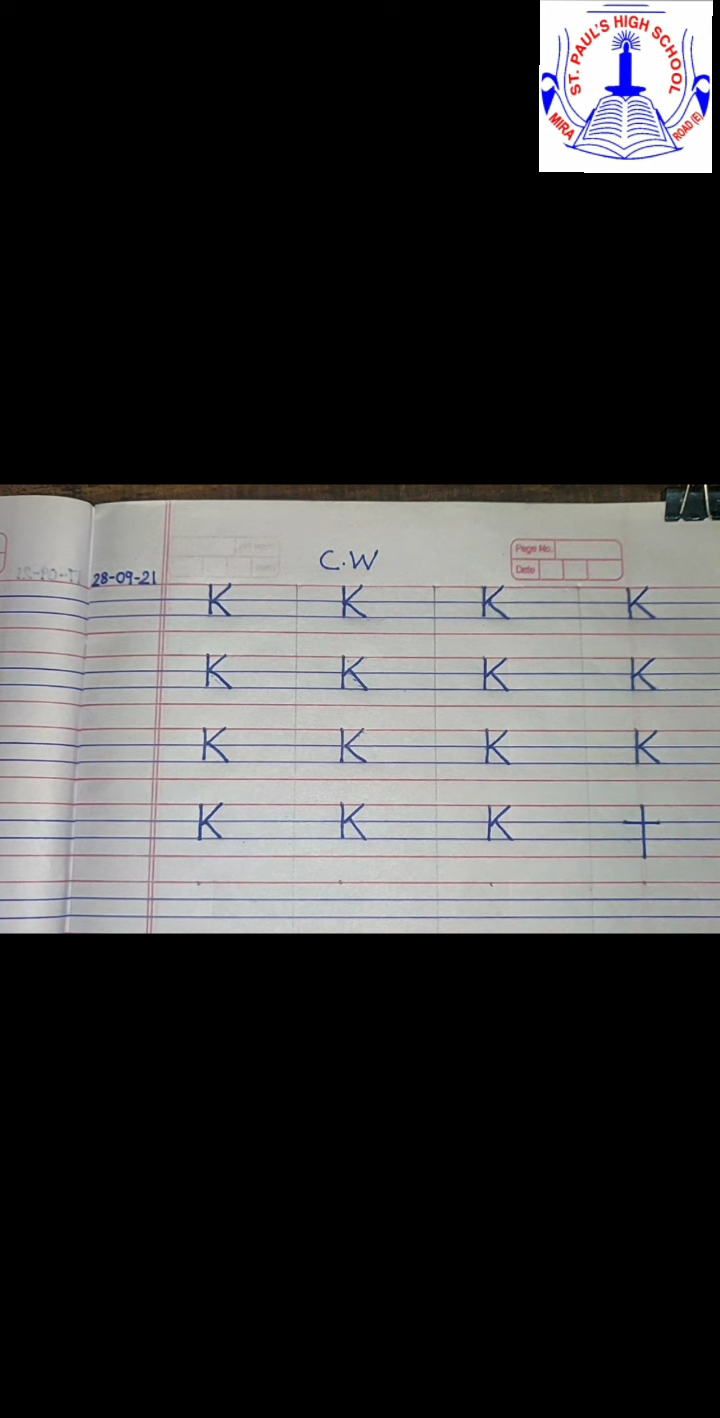 ST. PAUL'S HIGH SCHOOL
MIRA ROAD (E)
C.W
Page No.
Date
28-09-21
K K K K
K K K K
K K K K
K K K †